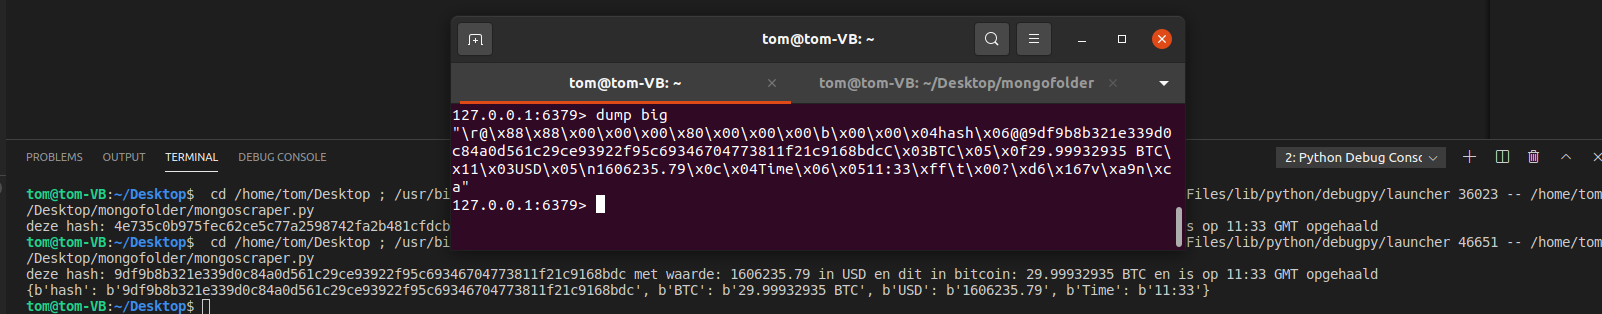 tom@tom-VB: ~
tom@tom-VB: ~
tom@tom-VB: ~/Desktop/mongofolder
127.0.0.1:6379> dump big
"\r@\x88\x88\x00\x00\x00\x80\x00\x00\x00\b\x00\x00\x04hash\x06@@9df9b8b321e339d0
c84a0d561c29ce93922f95c69346704773811f21c9168bdcC\x03BTC\x05\x0f29.99932935 BTC\
x11\x03USD\x05\n1606235.79\x0c\x04Time\x06\x0511:33\xff\t\x00?\xd6\x167v\xa9n\xc
a"
127.0.0.1:6379>
PROBLEMS OUTPUT TERMINAL DEBUG CONSOLE
2: Python Debug Consc
tom@tom-VB:~/Desktop$ cd /home/tom/Desktop ; /usr/bi Files/lib/python/debugpy/launcher 36023 -- /home/tom
/Desktop/mongofolder/mongoscraper.py
deze hash: 4e735c0b975fec62ce5c77a2598742fa2b481cfdcb s op 11:33 GMT opgehaald
tom@tom-VB:~/Desktop$ cd /home/tom/Desktop ; /usr/bi Files/lib/python/debugpy/launcher 46651 -- /home/tom
/Desktop/mongofolder/mongoscraper.py
deze hash: 9df9b8b321e339d0c84a0d561c29ce93922f95c69346704773811f21c9168bdc met waarde: 1606235.79 in USD en dit in bitcoin: 29.99932935 BTC en is op 11:33 GMT opgehaald
{b'hash': b'9df9b8b321e339d0c84a0d561c29ce93922f95c69346704773811f21c9168bdc', b'BTC': b'29.99932935 BTC', b'USD': b'1606235.79', b'Time': b'11:33'}
tom@tom-VB:~/Desktop$